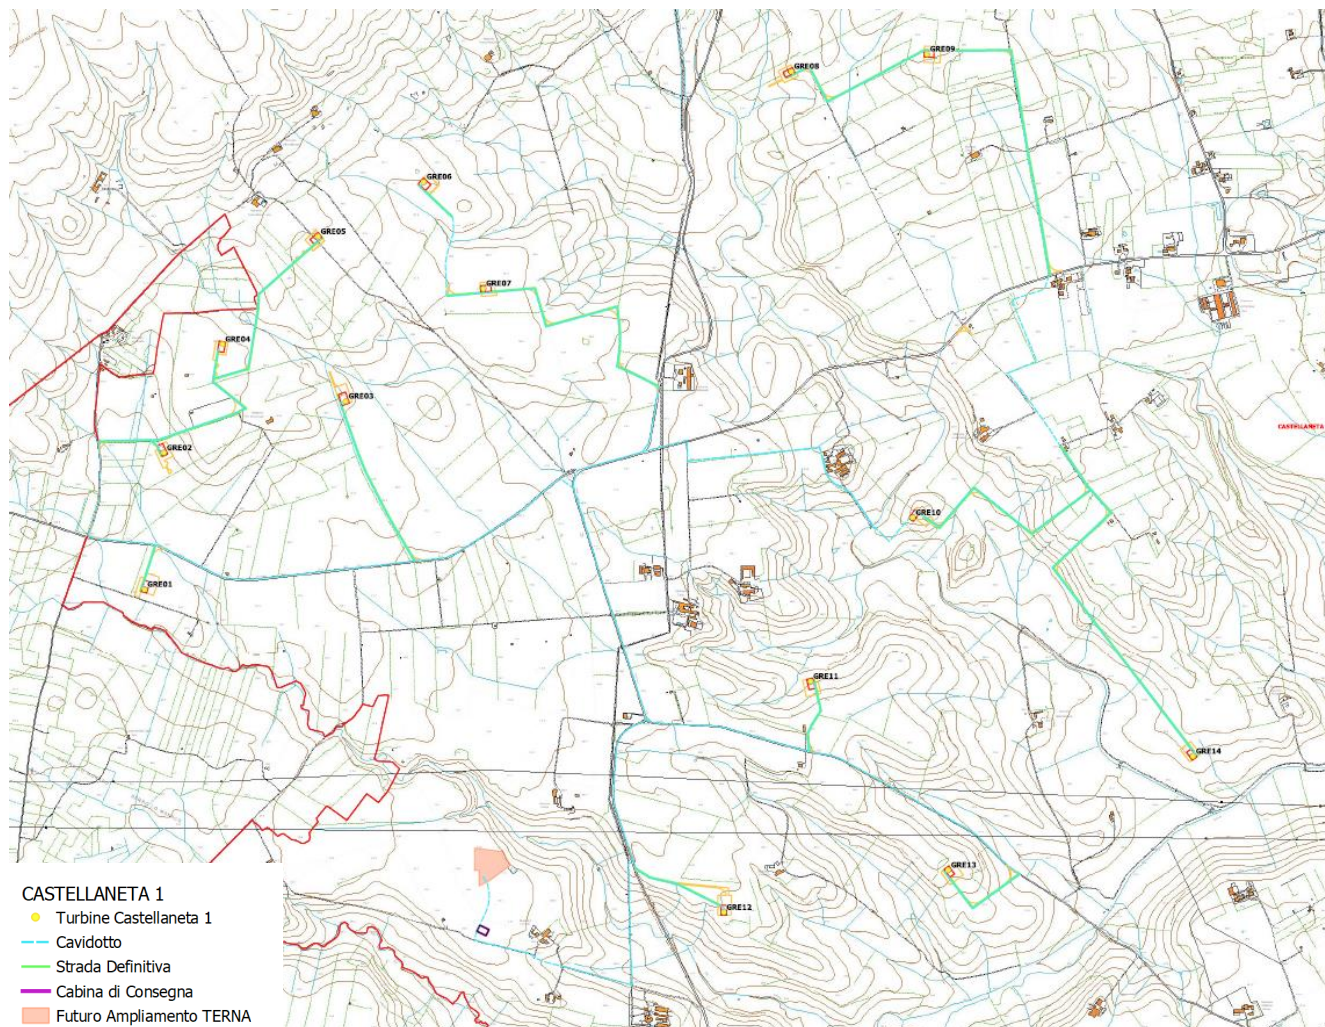 GRE09
GRE08
GRE06
GRE05
GRE07
GRE04
GRE03
CASTELLANETA
GRE02
GRE10
GRE01
GRE11
GRE14
GRE13
GRE12
CASTELLANETA 1
Turbine Castellaneta 1
Cavidotto
Strada Definitiva
Cabina di Consegna
Futuro Ampliamento TERNA